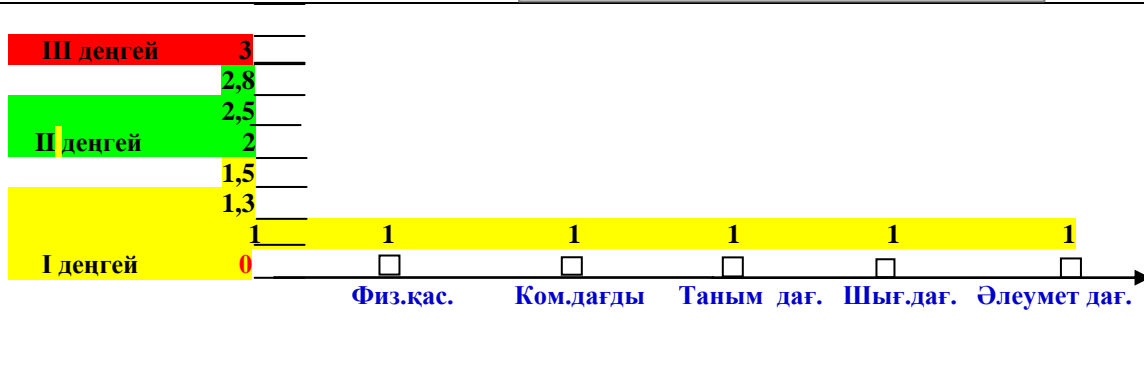 III деңгей 3
2,8
2,5
II деңгей 2
1,5
1,3
1 1 1 1 1 1
I деңгей 0
Физ.қас. Ком.дағды Таным дағ. Шығ.дағ. Әлеумет дағ.